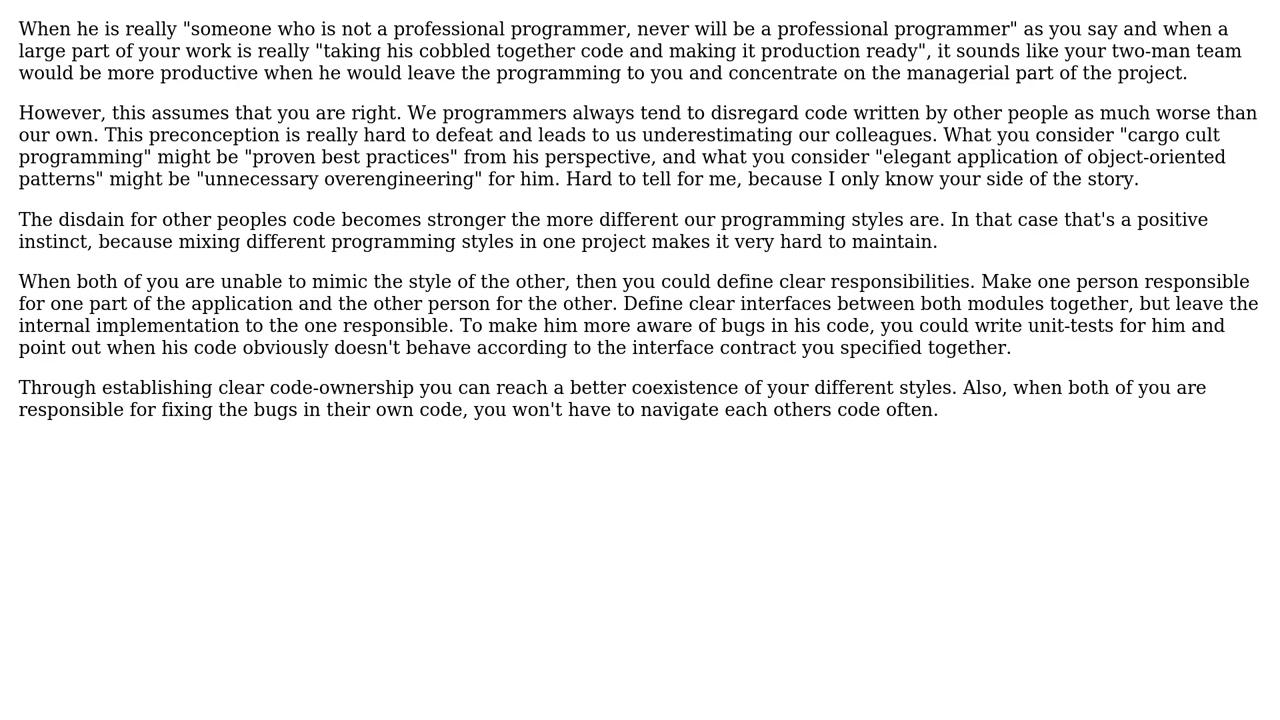 When he is really "someone who is not a professional programmer, never will be a professional programmer" as you say and when a
large part of your work is really "taking his cobbled together code and making it production ready", it sounds like your two-man team
would be more productive when he would leave the programming to you and concentrate on the managerial part of the project.
However, this assumes that you are right. We programmers always tend to disregard code written by other people as much worse than
our own. This preconception is really hard to defeat and leads to us underestimating our colleagues. What you consider "cargo cult
programming" might be "proven best practices" from his perspective, and what you consider "elegant application of object-oriented
patterns" might be "unnecessary overengineering" for him. Hard to tell for me, because I only know your side of the story.
The disdain for other peoples code becomes stronger the more different our programming styles are. In that case that's a positive
instinct, because mixing different programming styles in one project makes it very hard to maintain.
When both of you are unable to mimic the style of the other, then you could define clear responsibilities. Make one person responsible
for one part of the application and the other person for the other. Define clear interfaces between both modules together, but leave the
internal implementation to the one responsible. To make him more aware of bugs in his code, you could write unit-tests for him and
point out when his code obviously doesn't behave according to the interface contract you specified together.
Through establishing clear code-ownership you can reach a better coexistence of your different styles. Also, when both of you are
responsible for fixing the bugs in their own code, you won't have to navigate each others code often.